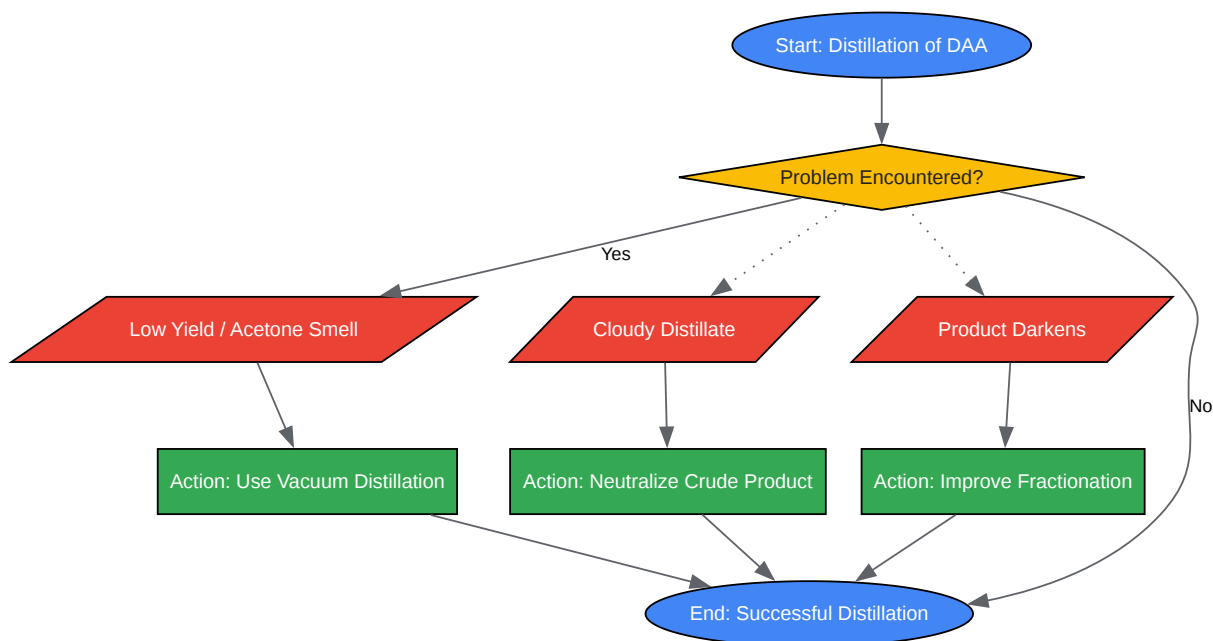 Start: Distillation of DAA
Problem Encountered?
Yes
Low Yield / Acetone Smell
Cloudy Distillate
Product Darkens
No
Action: Use Vacuum Distillation
Action: Neutralize Crude Product
Action: Improve Fractionation
End: Successful Distillation